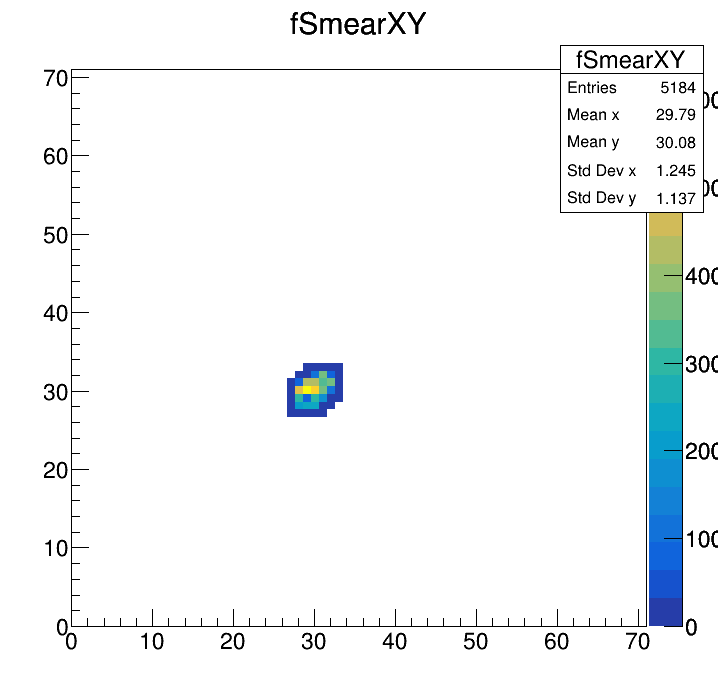 fSmearXY
fSmearXY
Entries 5184
Mean x 29.79
Mean y 30.08
Std Dev x 1.245
Std Dev y 1.137
70
60
50
40
30
20
10
0
0 10 20 30 40 50 60 70
400
300
200
100
0